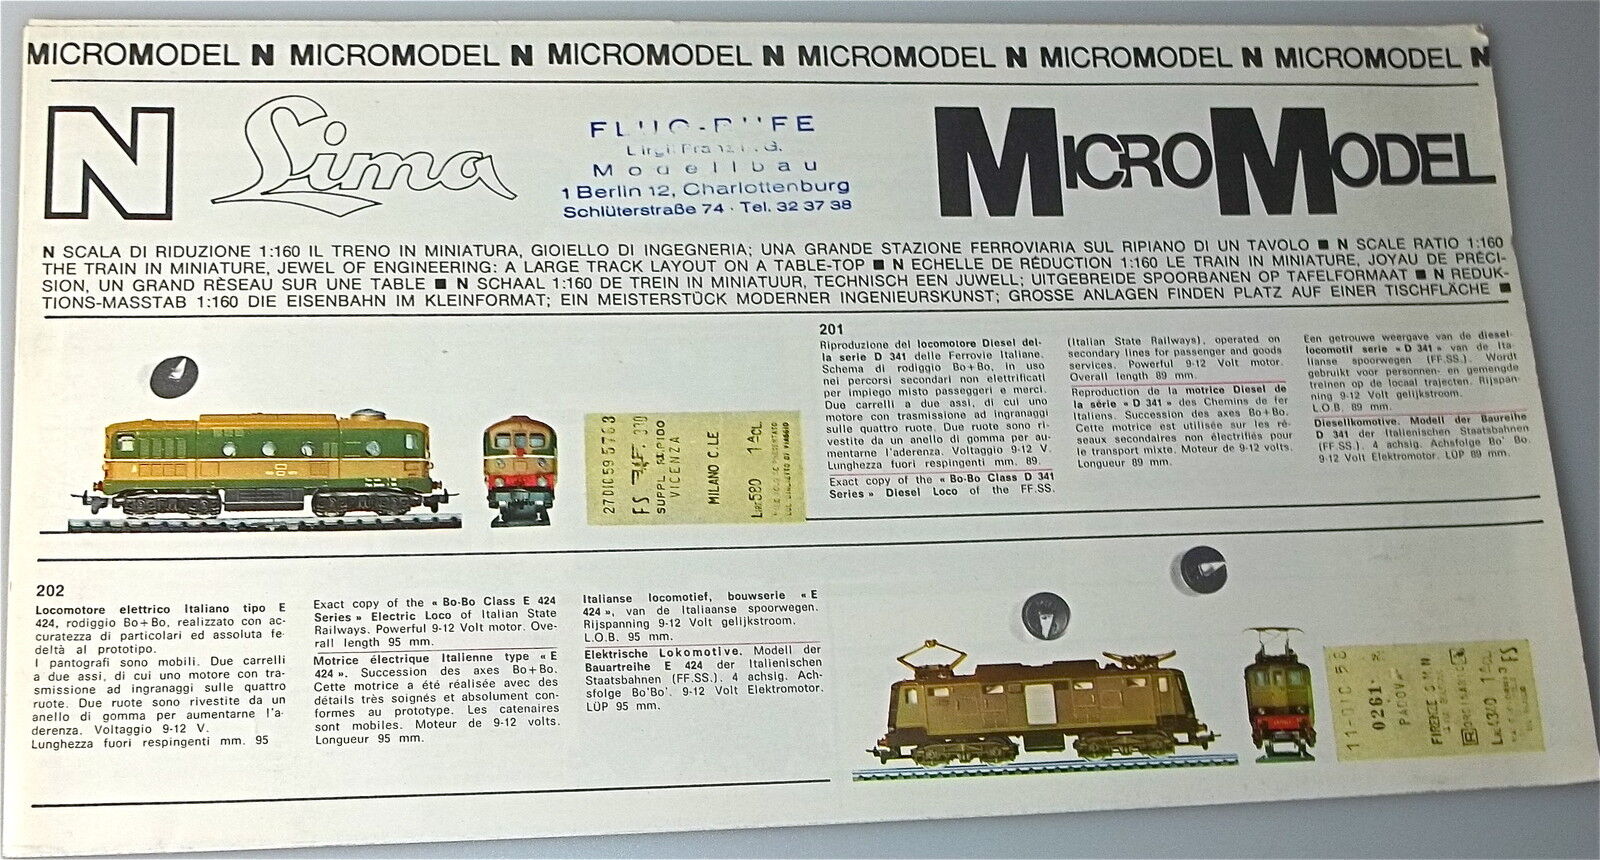 MICROMODEL N MICROMODEL N MICROMODEL N MICROMODEL N MICROMODEL N MICROMODEL N
N Lima
Modellbau
1 Berlin 12, Charlottenburg
Schlüterstraße 74 · Tel. 32 37 38
MICROMODEL
N SCALA DI RIDUZIONE 1:160 IL TRENO IN MINIATURA, GIOIELLO DI INGEGNERIA; UNA GRANDE STAZIONE FERROVIARIA SUL RIPIANO DI UN TAVOLO ■ N SCALE RATIO 1:160
THE TRAIN IN MINIATURE, JEWEL OF ENGINEERING: A LARGE TRACK LAYOUT ON A TABLE-TOP ■ N ECHELLE DE RÉDUCTION 1:160 LE TRAIN IN MINIATURE, JOYAU DE PRÉCI-
SION, UN GRAND RÈSEAU SUR UNE TABLE ■ N SCHAAL 1:160 DE TREIN IN MINIATUUR, TECHNISCH EEN JUWELL; UITGEBREIDE SPOORBANEN OP TAFELFORMAAT ■ N REDUK-
TIONS-MASSTAB 1:160 DIE EISENBAHN IM KLEINFORMAT; EIN MEISTERSTÜCK MODERNER INGENIEURSKUNST; GROSSE ANLAGEN FINDEN PLATZ AUF EINER TISCHFLÄCHE ■
201
Riproduzione del locomotore Diesel del-
la serie D 341 delle Ferrovie Italiane.
Schema di rodiggio Bo+Bo, in uso
nei percorsi secondari non elettrificati
per impiego misto passeggeri e merci.
Due carrelli a due assi, di cui uno
motore con trasmissione ad ingranaggi
sulle quattro ruote. Due ruote sono ri-
vestite da un anello di gomma per au-
mentarne l'aderenza. Voltaggio 9-12 V.
Lunghezza fuori respingenti mm. 89.
Exact copy of the «Bo-Bo Class D 341
Series» Diesel Loco of the FF.SS.
(Italian State Railways), operated on
secondary lines for passenger and goods
services. Powerful 9-12 Volt motor.
Overall length 89 mm.
Reproduction de la motrice Diesel de
la série « D 341 » des Chemins de fer
Italiens. Succession des axes Bo+Bo.
Cette motrice est utilisée sur les ré-
seaux secondaires non électrifiés pour
le transport mixte. Moteur de 9-12 volts.
Longueur 89 mm.
Een getrouwe weergave van de diesel-
locomotief serie « D 341 » van de Ita-
lianse spoorwegen (FF.SS.). Wordt
gebruikt voor personen- en gemengde
treinen op de locaal trajecten. Rijspan-
ning 9-12 Volt gelijkstroom.
L.O.B. 89 mm.
Diesellokomotive. Modell der Baureihe
D 341 der Italienischen Staatsbahnen
(FF.SS.). 4 achsig. Achsfolge Bo' Bo.
9-12 Volt Elektromotor. LÜP 89 mm.
SUPPL RAPIDO
VICENZA
MILANO C.LE
Lire 580 1ªCL
202
Locomotore elettrico Italiano tipo E
424, rodiggio Bo+Bo, realizzato con ac-
curatezza di particolari ed assoluta fe-
deltà al prototipo.
I pantografi sono mobili. Due carrelli
a due assi, di cui uno motore con tra-
smissione ad ingranaggi sulle quattro
ruote. Due ruote sono rivestite da un
anello di gomma per aumentarne l'a-
derenza. Voltaggio 9-12 V.
Lunghezza fuori respingenti mm. 95
Exact copy of the « Bo-Bo Class E 424
Series » Electric Loco of Italian State
Railways. Powerful 9-12 Volt motor. Ove-
rall length 95 mm.
Motrice électrique Italienne type « E
424 ». Succession des axes Bo+Bo.
Cette motrice a été réalisée avec des
détails très soignés et absolument con-
formes au prototype. Les catenaires
sont mobiles. Moteur de 9-12 volts.
Longueur 95 mm.
Italianse locomotief, bouwserie « E
424 », van de Italiaanse spoorwegen.
Rijspanning 9-12 Volt gelijkstroom.
L.O.B. 95 mm.
Elektrische Lokomotive. Modell der
Bauartreihe E 424 der Italienischen
Staatsbahnen (FF.SS.). 4 achsig. Ach-
sfolge Bo'Bo'. 9-12 Volt Elektromotor.
LÜP 95 mm.
0261
FIRENZE S M N